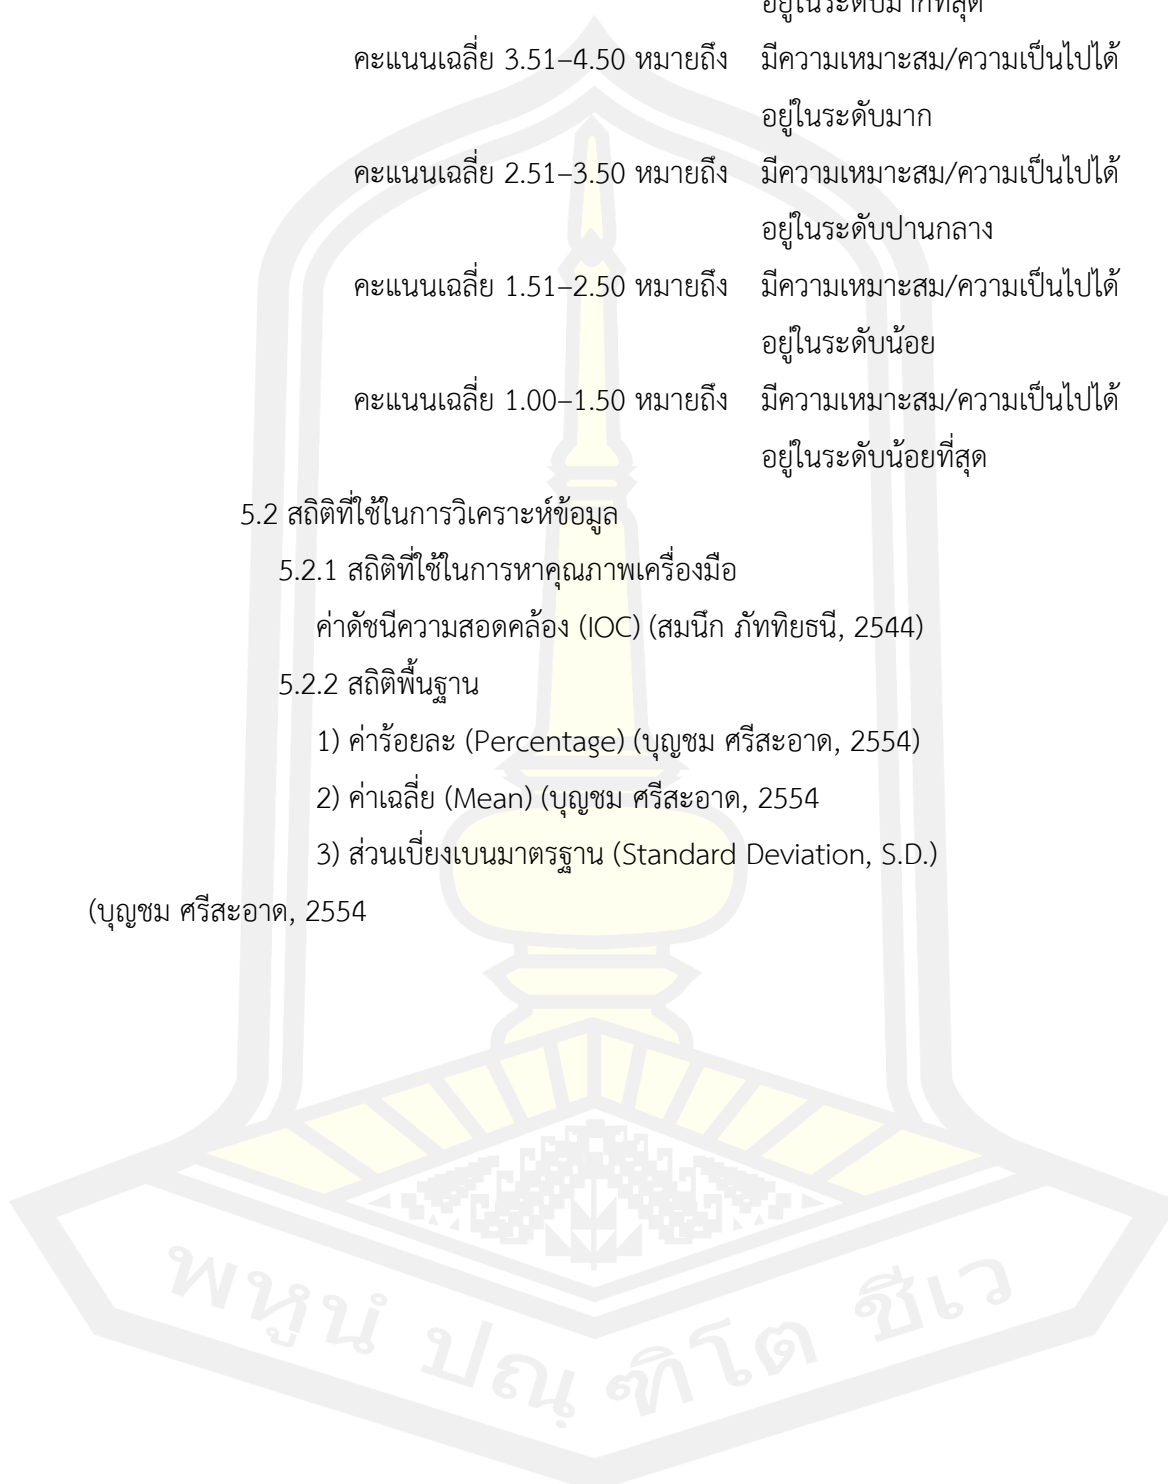 อยู่ในระดับมากที่สุด
คะแนนเฉลี่ย 3.51–4.50 หมายถึง มีความเหมาะสม/ความเป็นไปได้
อยู่ในระดับมาก
คะแนนเฉลี่ย 2.51–3.50 หมายถึง มีความเหมาะสม/ความเป็นไปได้
อยู่ในระดับปานกลาง
คะแนนเฉลี่ย 1.51–2.50 หมายถึง มีความเหมาะสม/ความเป็นไปได้
อยู่ในระดับน้อย
คะแนนเฉลี่ย 1.00–1.50 หมายถึง มีความเหมาะสม/ความเป็นไปได้
อยู่ในระดับน้อยที่สุด
5.2 สถิติที่ใช้ในการวิเคราะห์ข้อมูล
5.2.1 สถิติที่ใช้ในการหาคุณภาพเครื่องมือ
ค่าดัชนีความสอดคล้อง (IOC) (สมนึก ภัททิยธนี, 2544)
5.2.2 สถิติพื้นฐาน
1) ค่าร้อยละ (Percentage) (บุญชม ศรีสะอาด, 2554)
2) ค่าเฉลี่ย (Mean) (บุญชม ศรีสะอาด, 2554
3) ส่วนเบี่ยงเบนมาตรฐาน (Standard Deviation, S.D.)
(บุญชม ศรีสะอาด, 2554
พหูนํ ปณฺฑิโต ชีเว